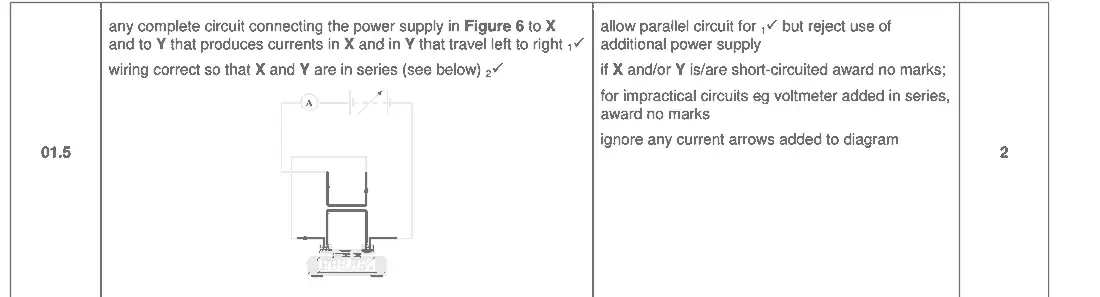 01.5
any complete circuit connecting the power supply in Figure 6 to X
and to Y that produces currents in X and in Y that travel left to right 1✓
wiring correct so that X and Y are in series (see below) 2✓
A
allow parallel circuit for 1✓ but reject use of
additional power supply
if X and/or Y is/are short-circuited award no marks;
for impractical circuits eg voltmeter added in series,
award no marks
ignore any current arrows added to diagram
2